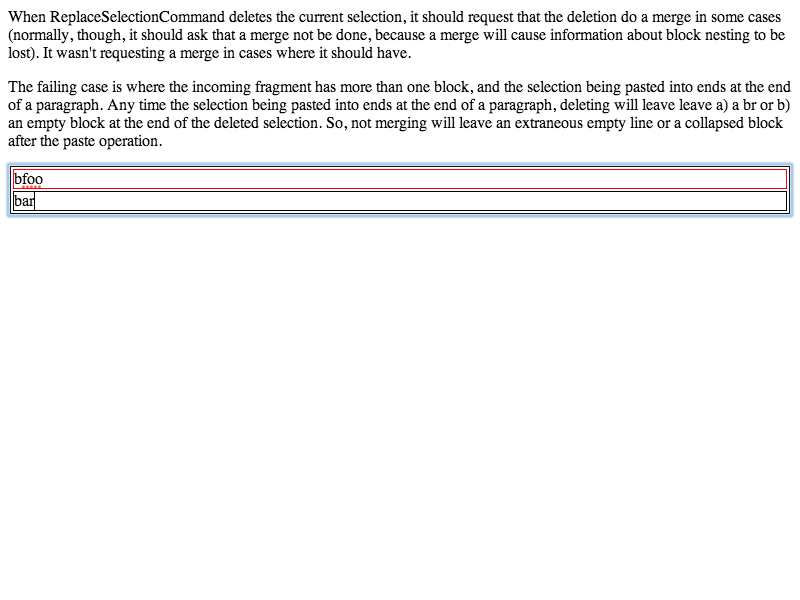 When ReplaceSelectionCommand deletes the current selection, it should request that the deletion do a merge in some cases
(normally, though, it should ask that a merge not be done, because a merge will cause information about block nesting to be
lost). It wasn't requesting a merge in cases where it should have.
The failing case is where the incoming fragment has more than one block, and the selection being pasted into ends at the end
of a paragraph. Any time the selection being pasted into ends at the end of a paragraph, deleting will leave leave a) a br or b)
an empty block at the end of the deleted selection. So, not merging will leave an extraneous empty line or a collapsed block
after the paste operation.
bfoo
bar